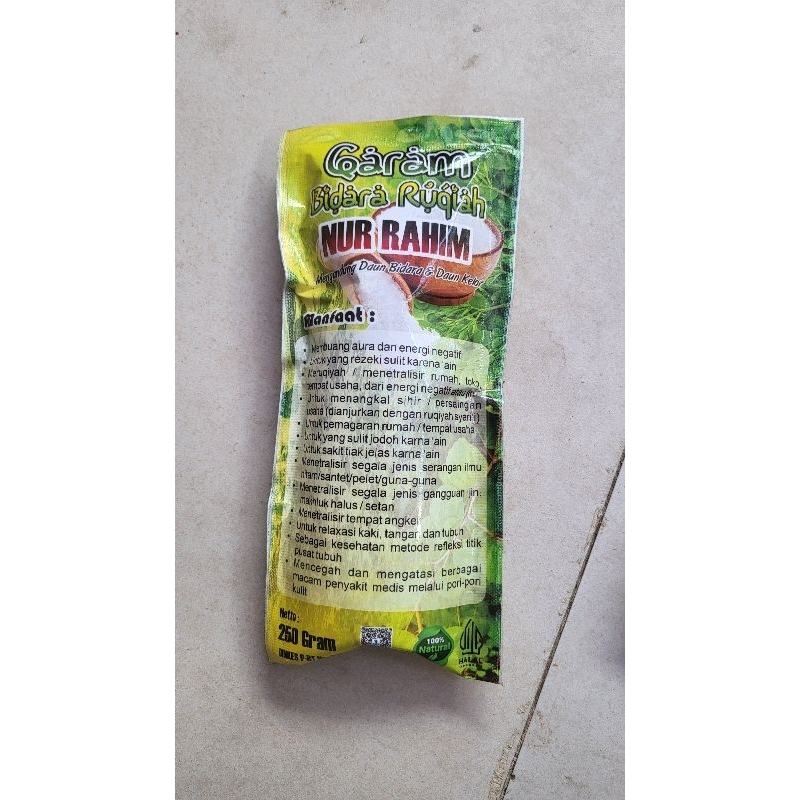 Garam
Bidara Ruqiah
NUR RAHIM
Mengandung Daun Bidara & Daun Kelor
Manfaat :
• Membuang aura dan energi negatif
• Untuk yang rezeki sulit karena 'ain
• Meruqiyah / menetralisir rumah, toko,
tempat usaha, dari energi negatif atau jin
• Untuk menangkal sihir / persaingan
usaha (dianjurkan dengan ruqiyah syar'i)
• Untuk pemagaran rumah / tempat usaha
• Untuk yang sulit jodoh karna 'ain
• Untuk sakit tiak jelas karna 'ain
• Menetralisir segala jenis serangan ilmu
hitam/santet/pelet/guna-guna
• Menetralisir segala jenis gangguan jin,
makhluk halus / setan
• Menetralisir tempat angker
• Untuk relaxasi kaki, tangan dan tubuh
• Sebagai kesehatan metode refleksi titik
pusat tubuh
• Mencegah dan mengatasi berbagai
macam penyakit medis melalui pori-pori
kulit
Netto :
250 Gram
100%
Natural
HALAL